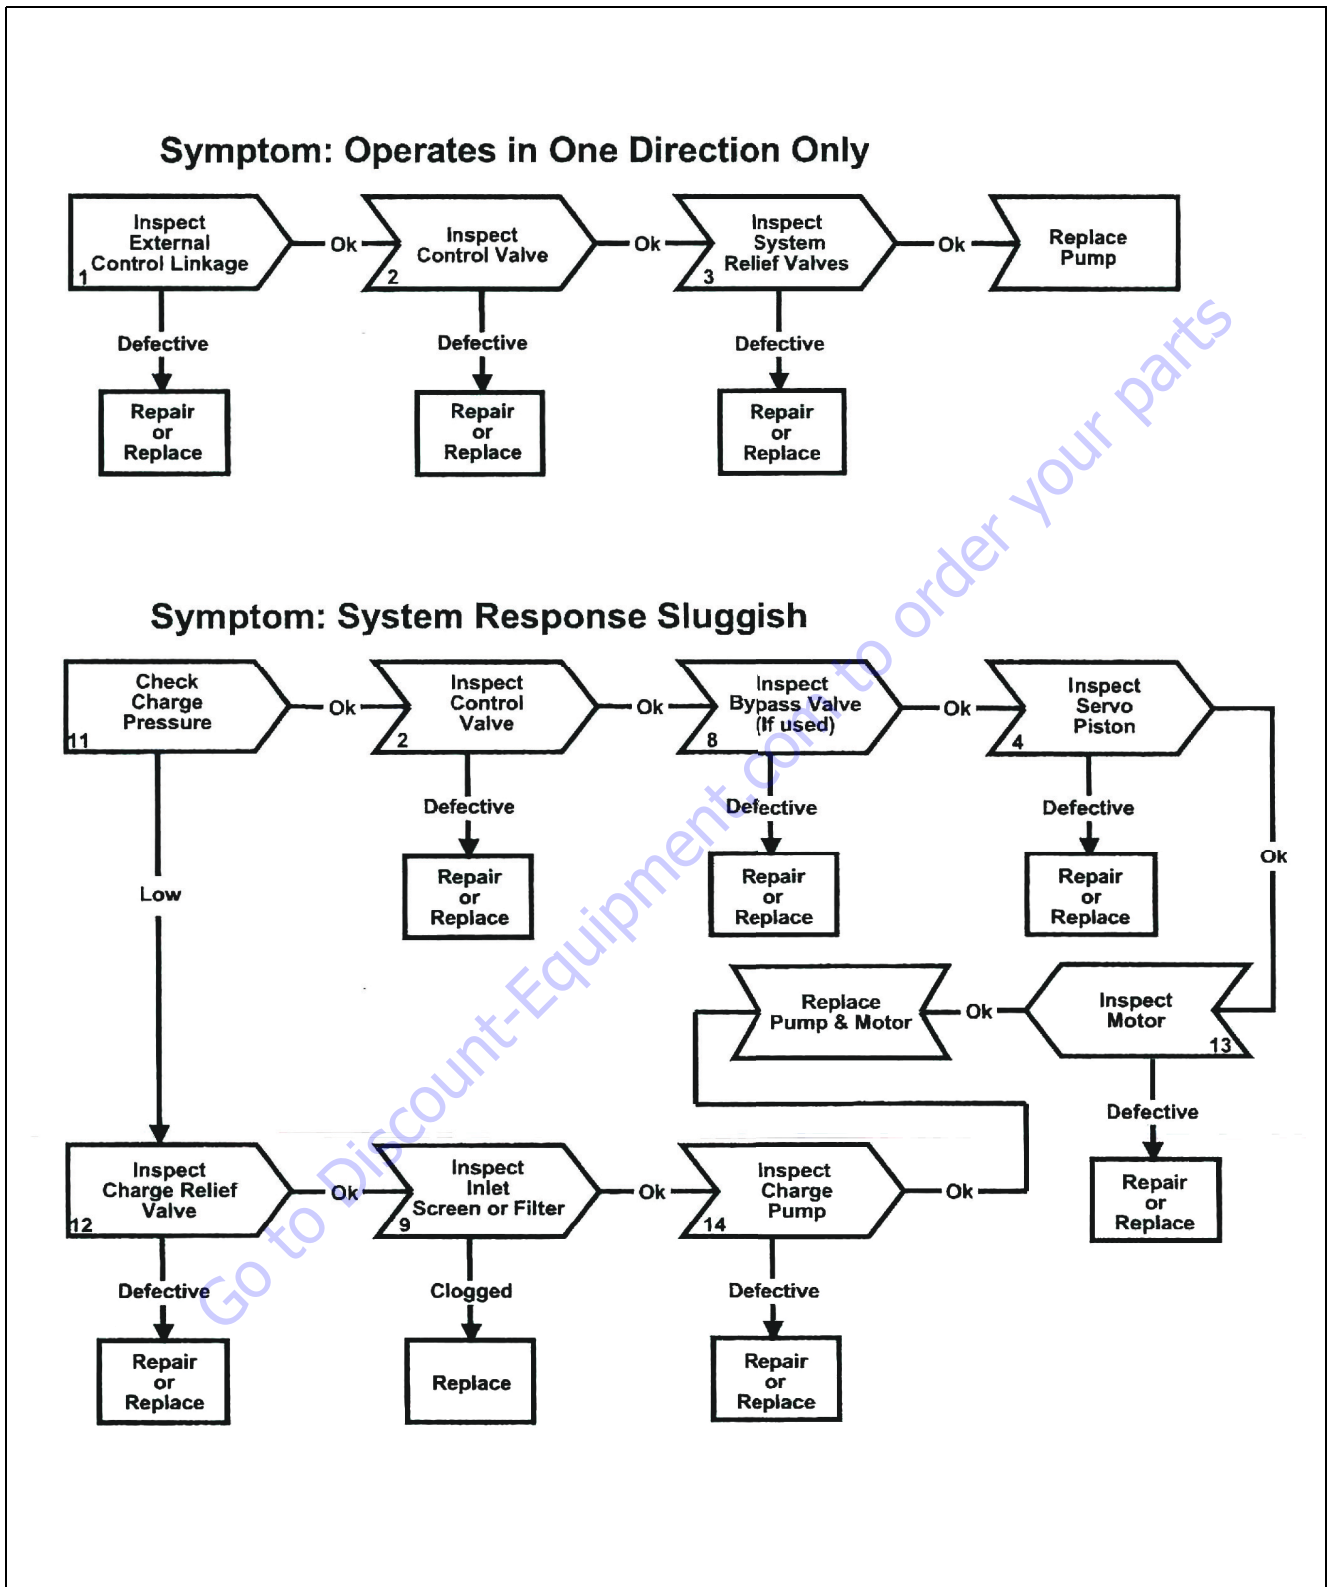 Symptom: Operates in One Direction Only
Inspect
External
Control Linkage
1
Ok
Inspect
Control Valve
2
Ok
Inspect
System
Relief Valves
3
Ok
Replace
Pump
Defective
Defective
Defective
Repair
or
Replace
Repair
or
Replace
Repair
or
Replace
Symptom: System Response Sluggish
Check
Charge
Pressure
11
Ok
Inspect
Control
Valve
2
Ok
Inspect
Bypass Valve
(If used)
8
Ok
Inspect
Servo
Piston
4
Defective
Defective
Defective
Ok
Repair
or
Replace
Repair
or
Replace
Repair
or
Replace
Low
Replace
Pump & Motor
Ok
Inspect
Motor
13
Defective
Repair
or
Replace
Inspect
Charge Relief
Valve
12
Ok
Inspect
Inlet
Screen or Filter
9
Ok
Inspect
Charge
Pump
14
Ok
Defective
Clogged
Defective
Repair
or
Replace
Replace
Repair
or
Replace
Go to Discount-Equipment.com to order your parts